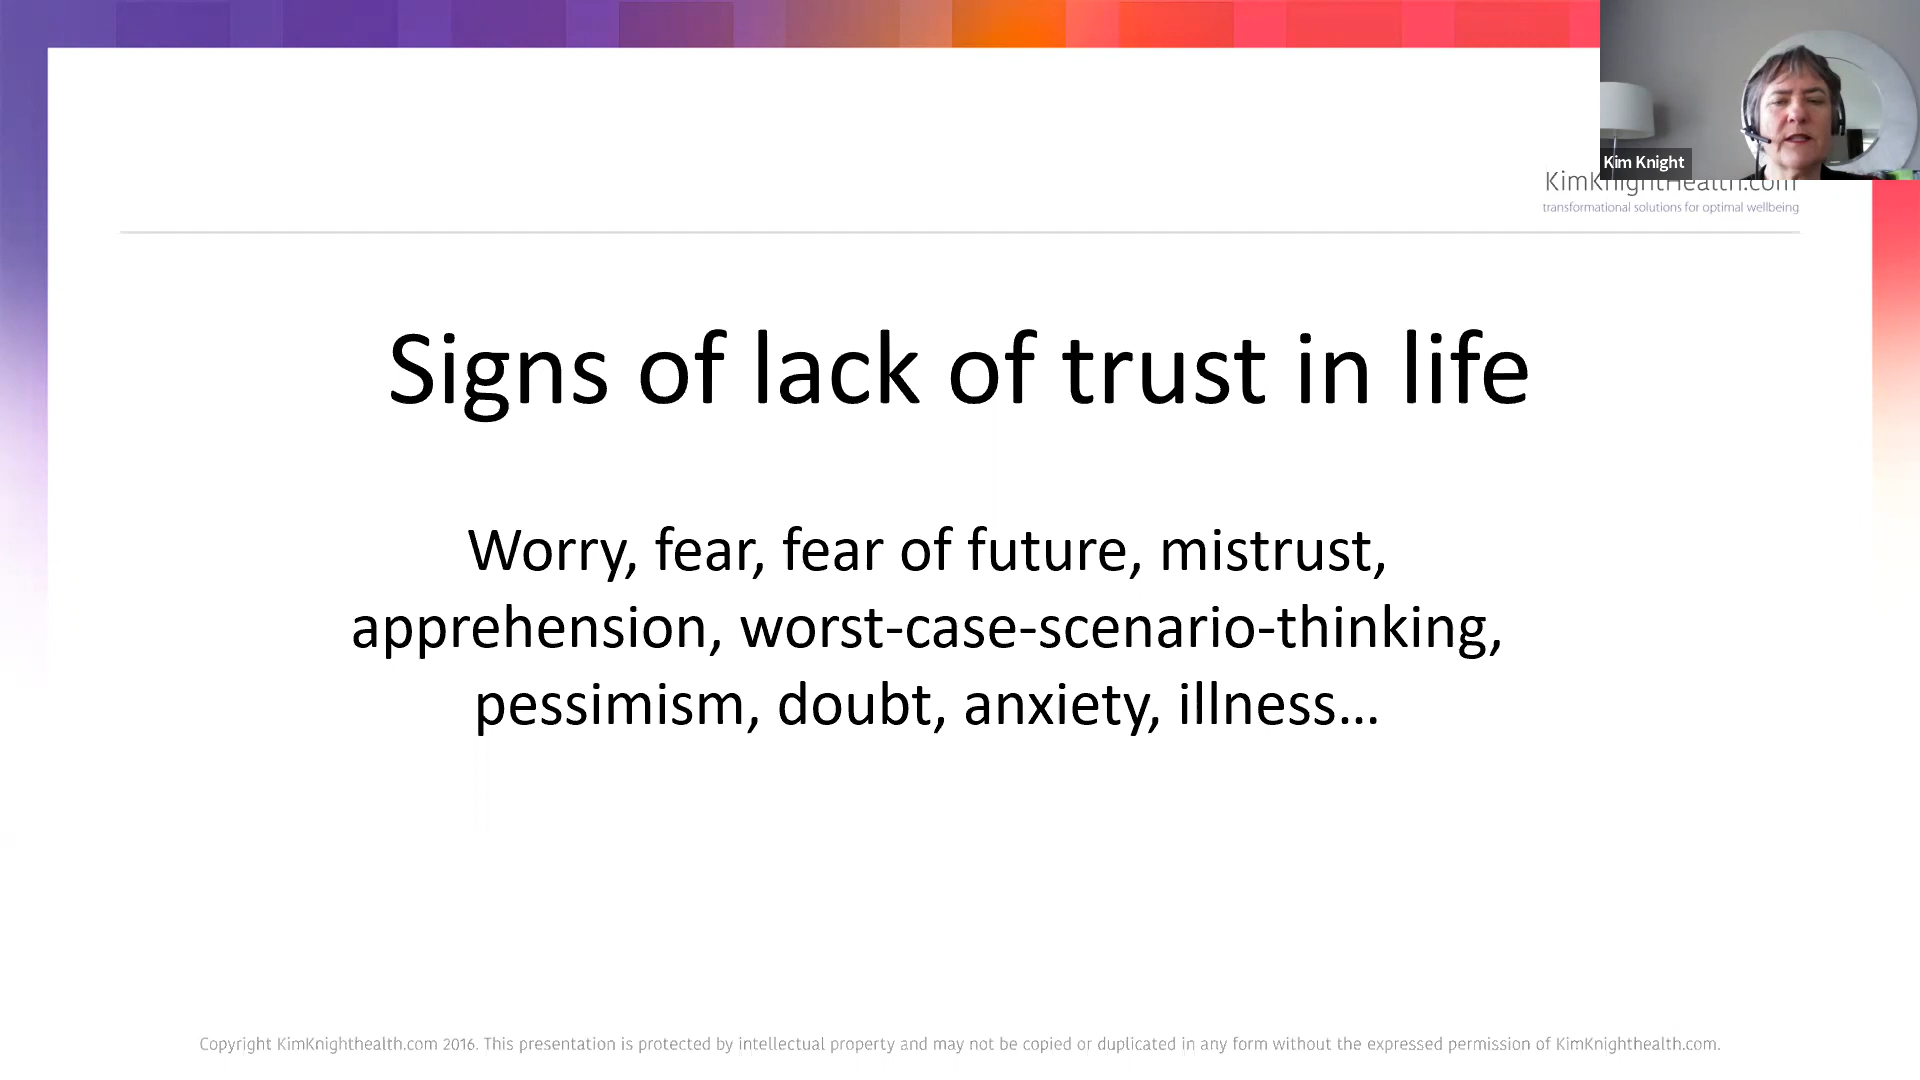 Kim Knight
KimKnightHealth.com
transformational solutions for optimal wellbeing
Signs of lack of trust in life
Worry, fear, fear of future, mistrust,
apprehension, worst-case-scenario-thinking,
pessimism, doubt, anxiety, illness...
Copyright KimKnighthealth.com 2016. This presentation is protected by intellectual property and may not be copied or duplicated in any form without the expressed permission of KimKnighthealth.com.